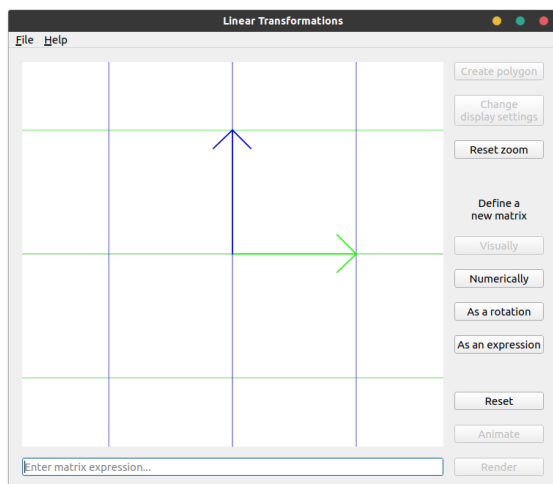 Linear Transformations
File Help
Create polygon
Change
display settings
Reset zoom
Define a
new matrix
Visually
Numerically
As a rotation
As an expression
Reset
Animate
Enter matrix expression...
Render